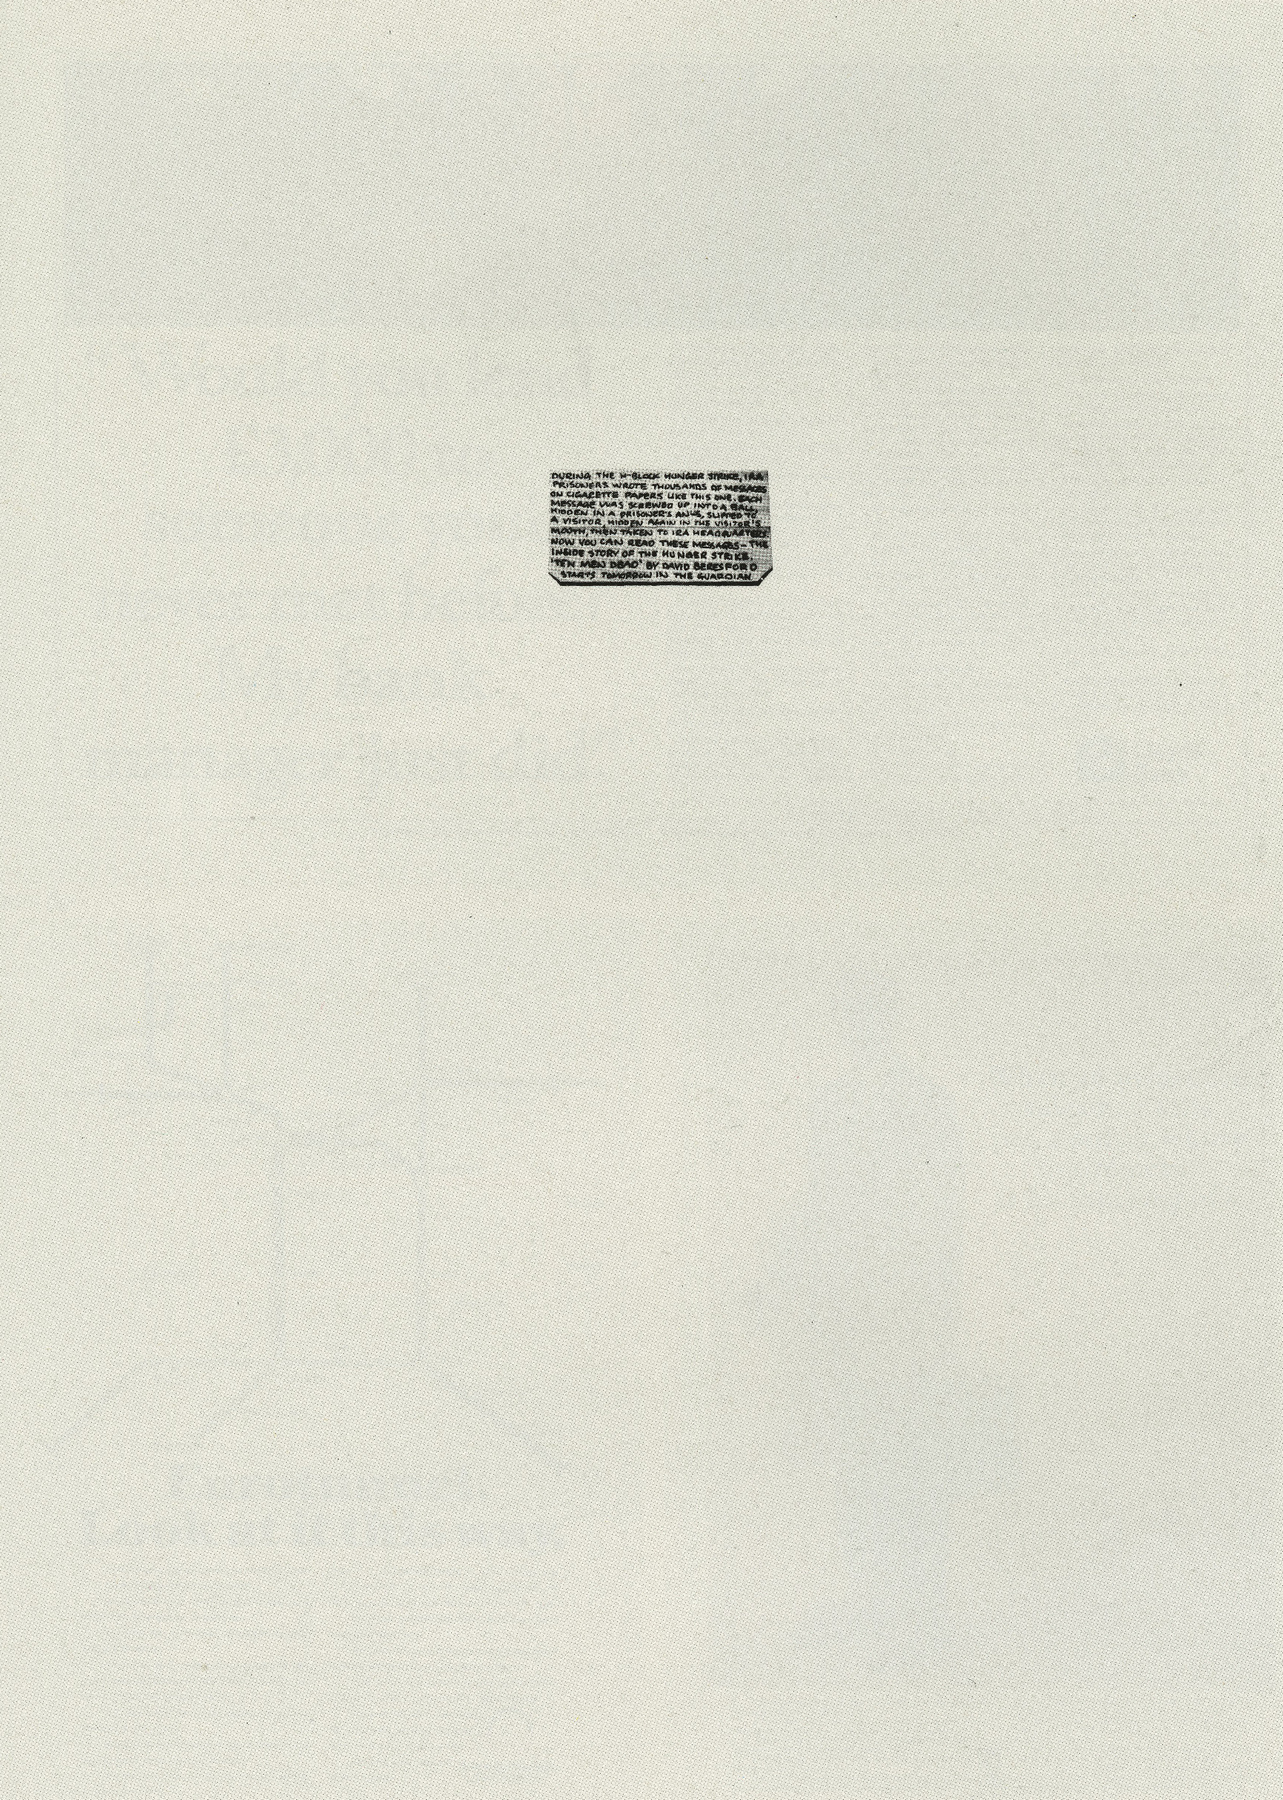 DURING THE H-BLOCK HUNGER STRIKE, IRA
PRISONERS WROTE THOUSANDS OF MESSAGES
ON CIGARETTE PAPERS LIKE THIS ONE. EACH
MESSAGE WAS SCREWED UP INTO A BALL,
HIDDEN IN A PRISONER'S ANUS, SLIPPED TO
A VISITOR, HIDDEN AGAIN IN THE VISITOR'S
MOUTH, THEN TAKEN TO IRA HEADQUARTERS.
NOW YOU CAN READ THESE MESSAGES - THE
INSIDE STORY OF THE HUNGER STRIKE.
'TEN MEN DEAD' BY DAVID BERESFORD
STARTS TOMORROW IN THE GUARDIAN